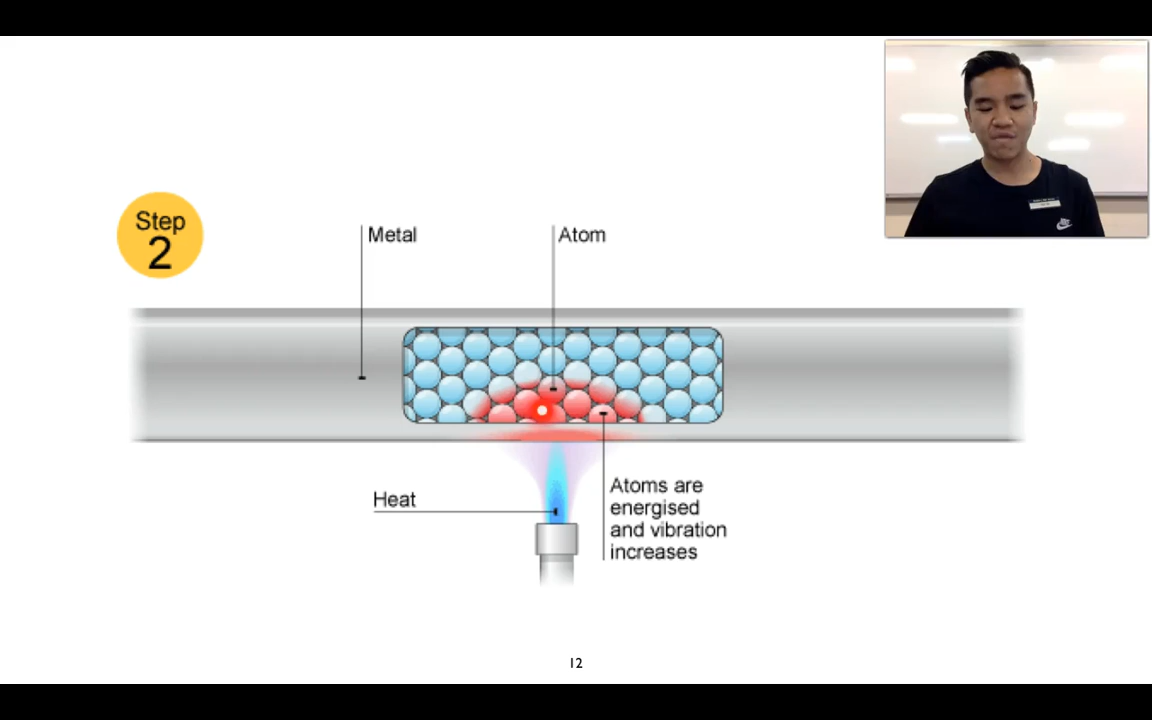 Step
2
Metal
Atom
Heat
Atoms are
energised
and vibration
increases
12